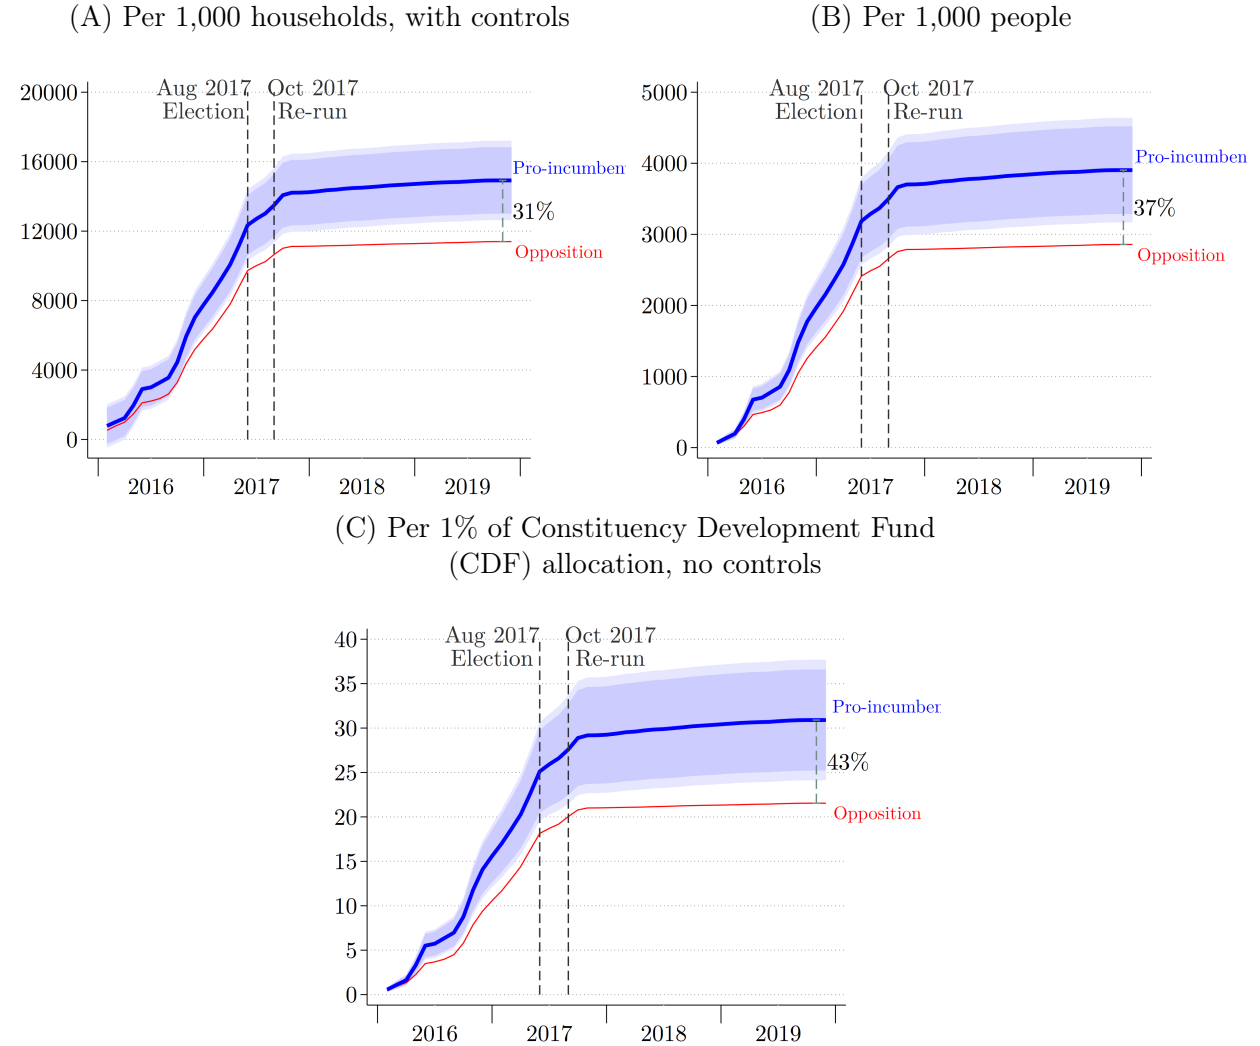 (A) Per 1,000 households, with controls
20000
16000
12000
8000
4000
0
Aug 2017
Election
Oct 2017
Re-run
Pro-incumben
31%
Opposition
2016 2017 2018 2019
(B) Per 1,000 people
5000
4000
3000
2000
1000
0
Aug 2017
Election
Oct 2017
Re-run
Pro-incumben
37%
Opposition
2016 2017 2018 2019
(C) Per 1% of Constituency Development Fund
(CDF) allocation, no controls
40
35
30
25
20
15
10
5
0
Aug 2017
Election
Oct 2017
Re-run
Pro-incumben
43%
Opposition
2016 2017 2018 2019